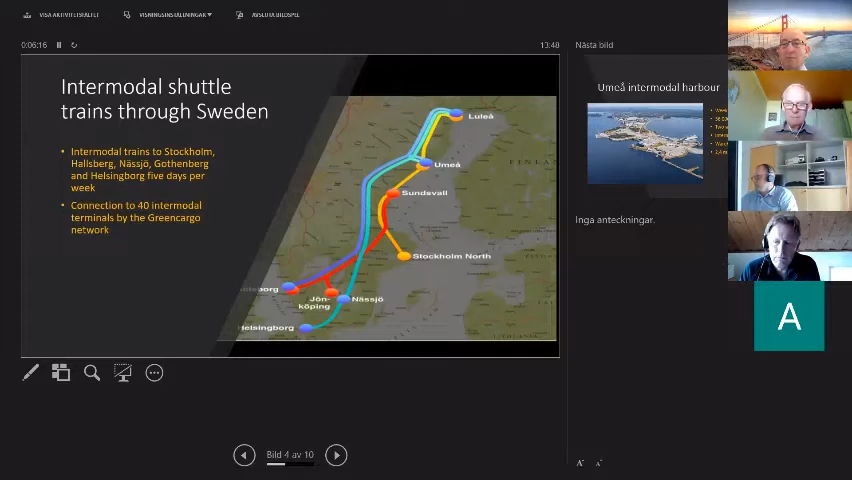 VISA AKTIVITETSFÄLTET
VISNINGSINSTÄLLNINGAR
AVSLUTA BILDSPEL
0:06:16
13:48
Nästa bild
Intermodal shuttle
trains through Sweden
• Intermodal trains to Stockholm,
Hallsberg, Nässjö, Gothenberg
and Helsingborg five days per
week
• Connection to 40 intermodal
terminals by the Greencargo
network
Luleå
Umeå
Sundsvall
Stockholm North
Jön-
köping
Nässjö
Helsingborg
FINLAND
Umeå intermodal harbour
Inga anteckningar.
A
Bild 4 av 10